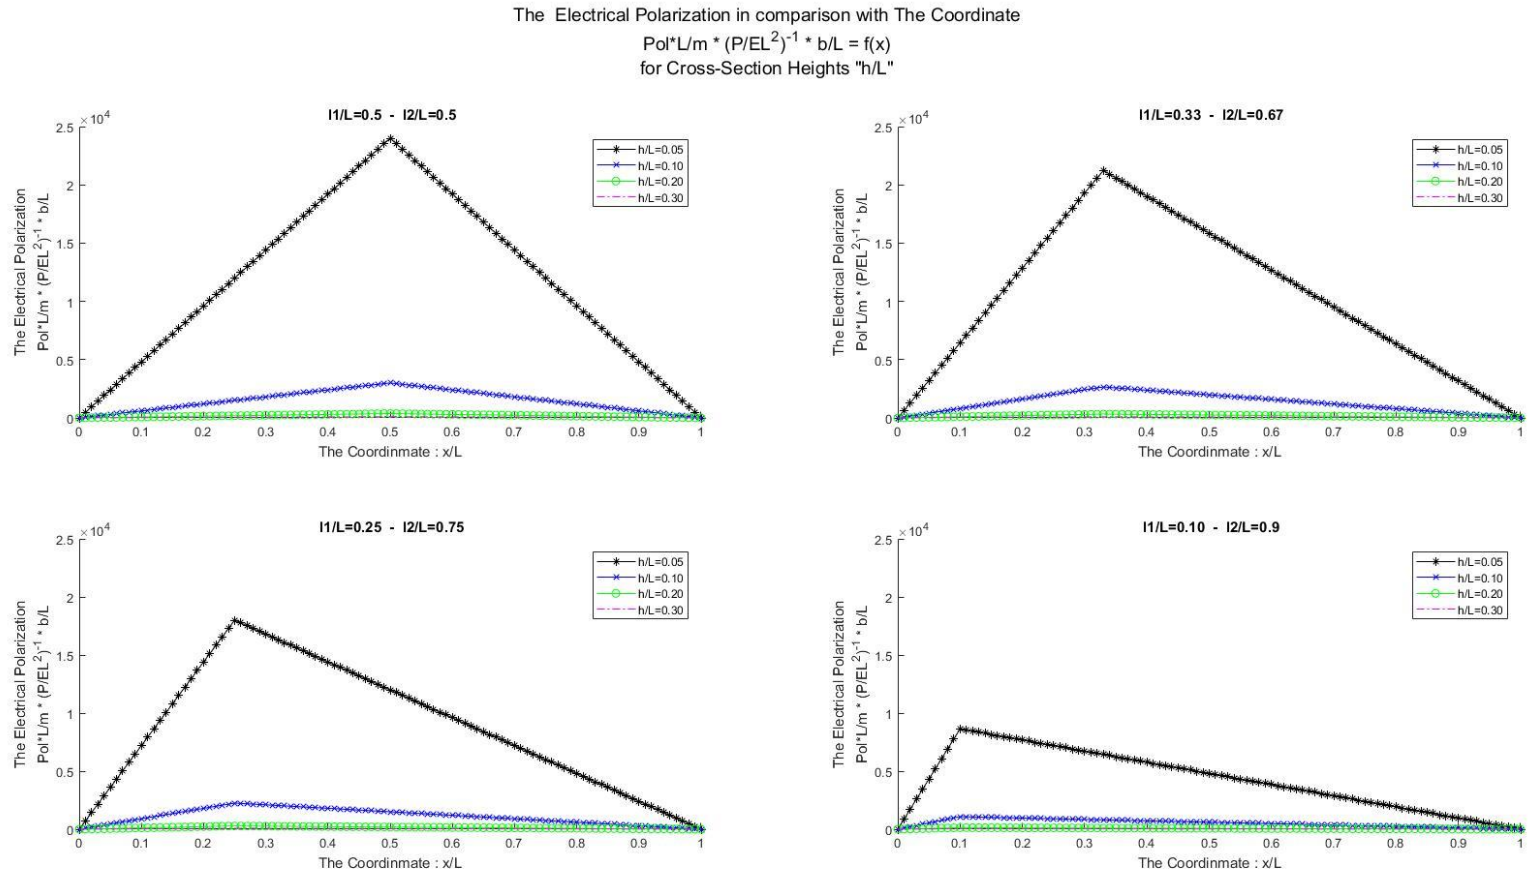 The  Electrical Polarization in comparison with The Coordinate
Pol*L/m * (P/EL²)⁻¹ * b/L = f(x)
for Cross-Section Heights "h/L"
l1/L=0.5  -  l2/L=0.5
×10⁴
2.5
2
1.5
1
0.5
0
The Electrical Polarization
Pol*L/m * (P/EL²)⁻¹ * b/L
h/L=0.05
h/L=0.10
h/L=0.20
h/L=0.30
0 0.1 0.2 0.3 0.4 0.5 0.6 0.7 0.8 0.9 1
The Coordinmate : x/L
l1/L=0.33  -  l2/L=0.67
×10⁴
2.5
2
1.5
1
0.5
0
The Electrical Polarization
Pol*L/m * (P/EL²)⁻¹ * b/L
h/L=0.05
h/L=0.10
h/L=0.20
h/L=0.30
0 0.1 0.2 0.3 0.4 0.5 0.6 0.7 0.8 0.9 1
The Coordinmate : x/L
l1/L=0.25  -  l2/L=0.75
×10⁴
2.5
2
1.5
1
0.5
0
The Electrical Polarization
Pol*L/m * (P/EL²)⁻¹ * b/L
h/L=0.05
h/L=0.10
h/L=0.20
h/L=0.30
0 0.1 0.2 0.3 0.4 0.5 0.6 0.7 0.8 0.9 1
The Coordinmate : x/L
l1/L=0.10  -  l2/L=0.9
×10⁴
2.5
2
1.5
1
0.5
0
The Electrical Polarization
Pol*L/m * (P/EL²)⁻¹ * b/L
h/L=0.05
h/L=0.10
h/L=0.20
h/L=0.30
0 0.1 0.2 0.3 0.4 0.5 0.6 0.7 0.8 0.9 1
The Coordinmate : x/L